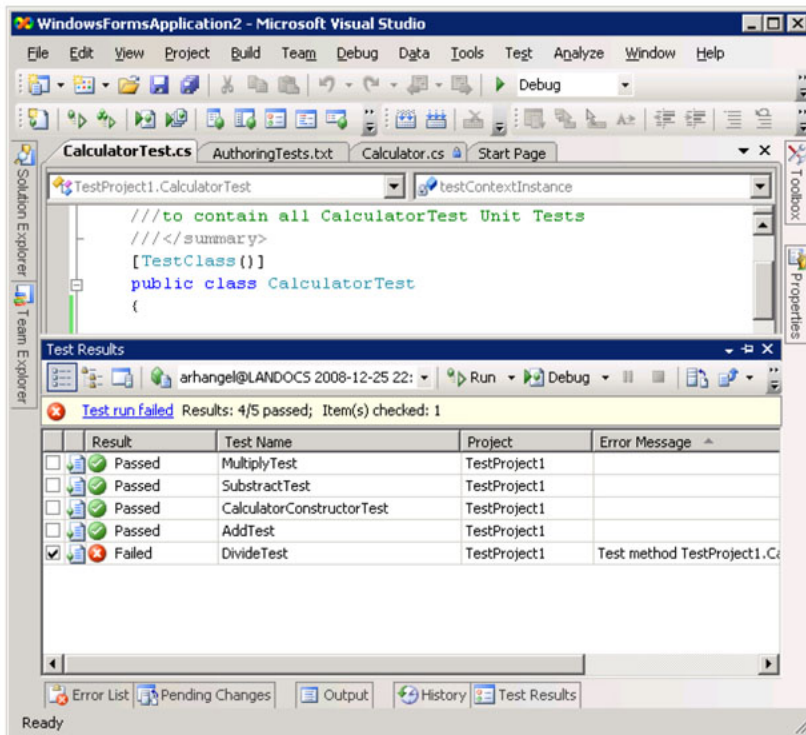 WindowsFormsApplication2 - Microsoft Visual Studio
File Edit View Project Build Team Debug Data Tools Test Analyze Window Help
Debug
CalculatorTest.cs AuthoringTests.txt Calculator.cs Start Page
Solution Explorer
Team Explorer
Toolbox
Properties
TestProject1.CalculatorTest testContextInstance
///to contain all CalculatorTest Unit Tests
///</summary>
[TestClass()]
public class CalculatorTest
{
Test Results
arhangel@LANDOCS 2008-12-25 22: Run Debug
Test run failed Results: 4/5 passed; Item(s) checked: 1
Result Test Name Project Error Message
Passed MultiplyTest TestProject1
Passed SubstractTest TestProject1
Passed CalculatorConstructorTest TestProject1
Passed AddTest TestProject1
Failed DivideTest TestProject1 Test method TestProject1.Ca
Error List Pending Changes Output History Test Results
Ready